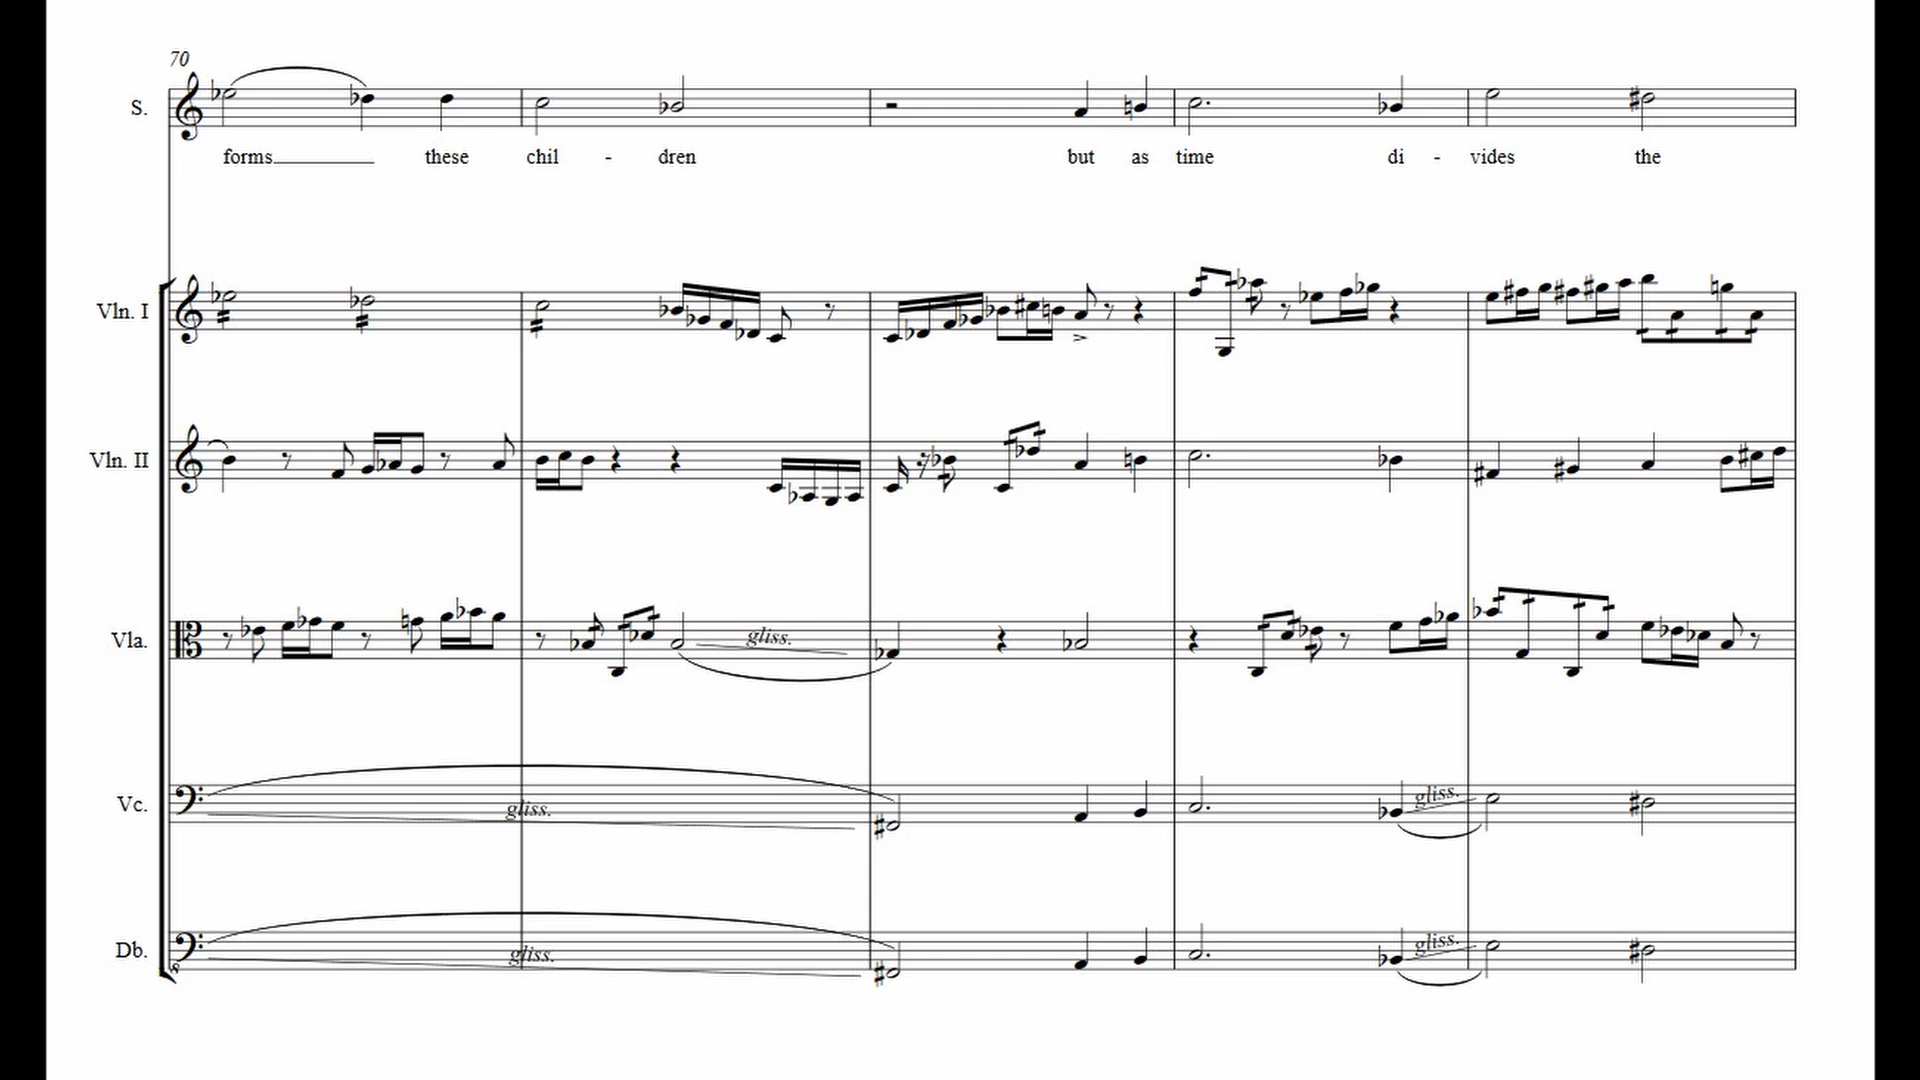 70
S.
forms these chil - dren but as time di - vides the
Vln. I
Vln. II
Vla.
gliss.
Vc.
gliss.
gliss.
Db.
gliss.
gliss.
8